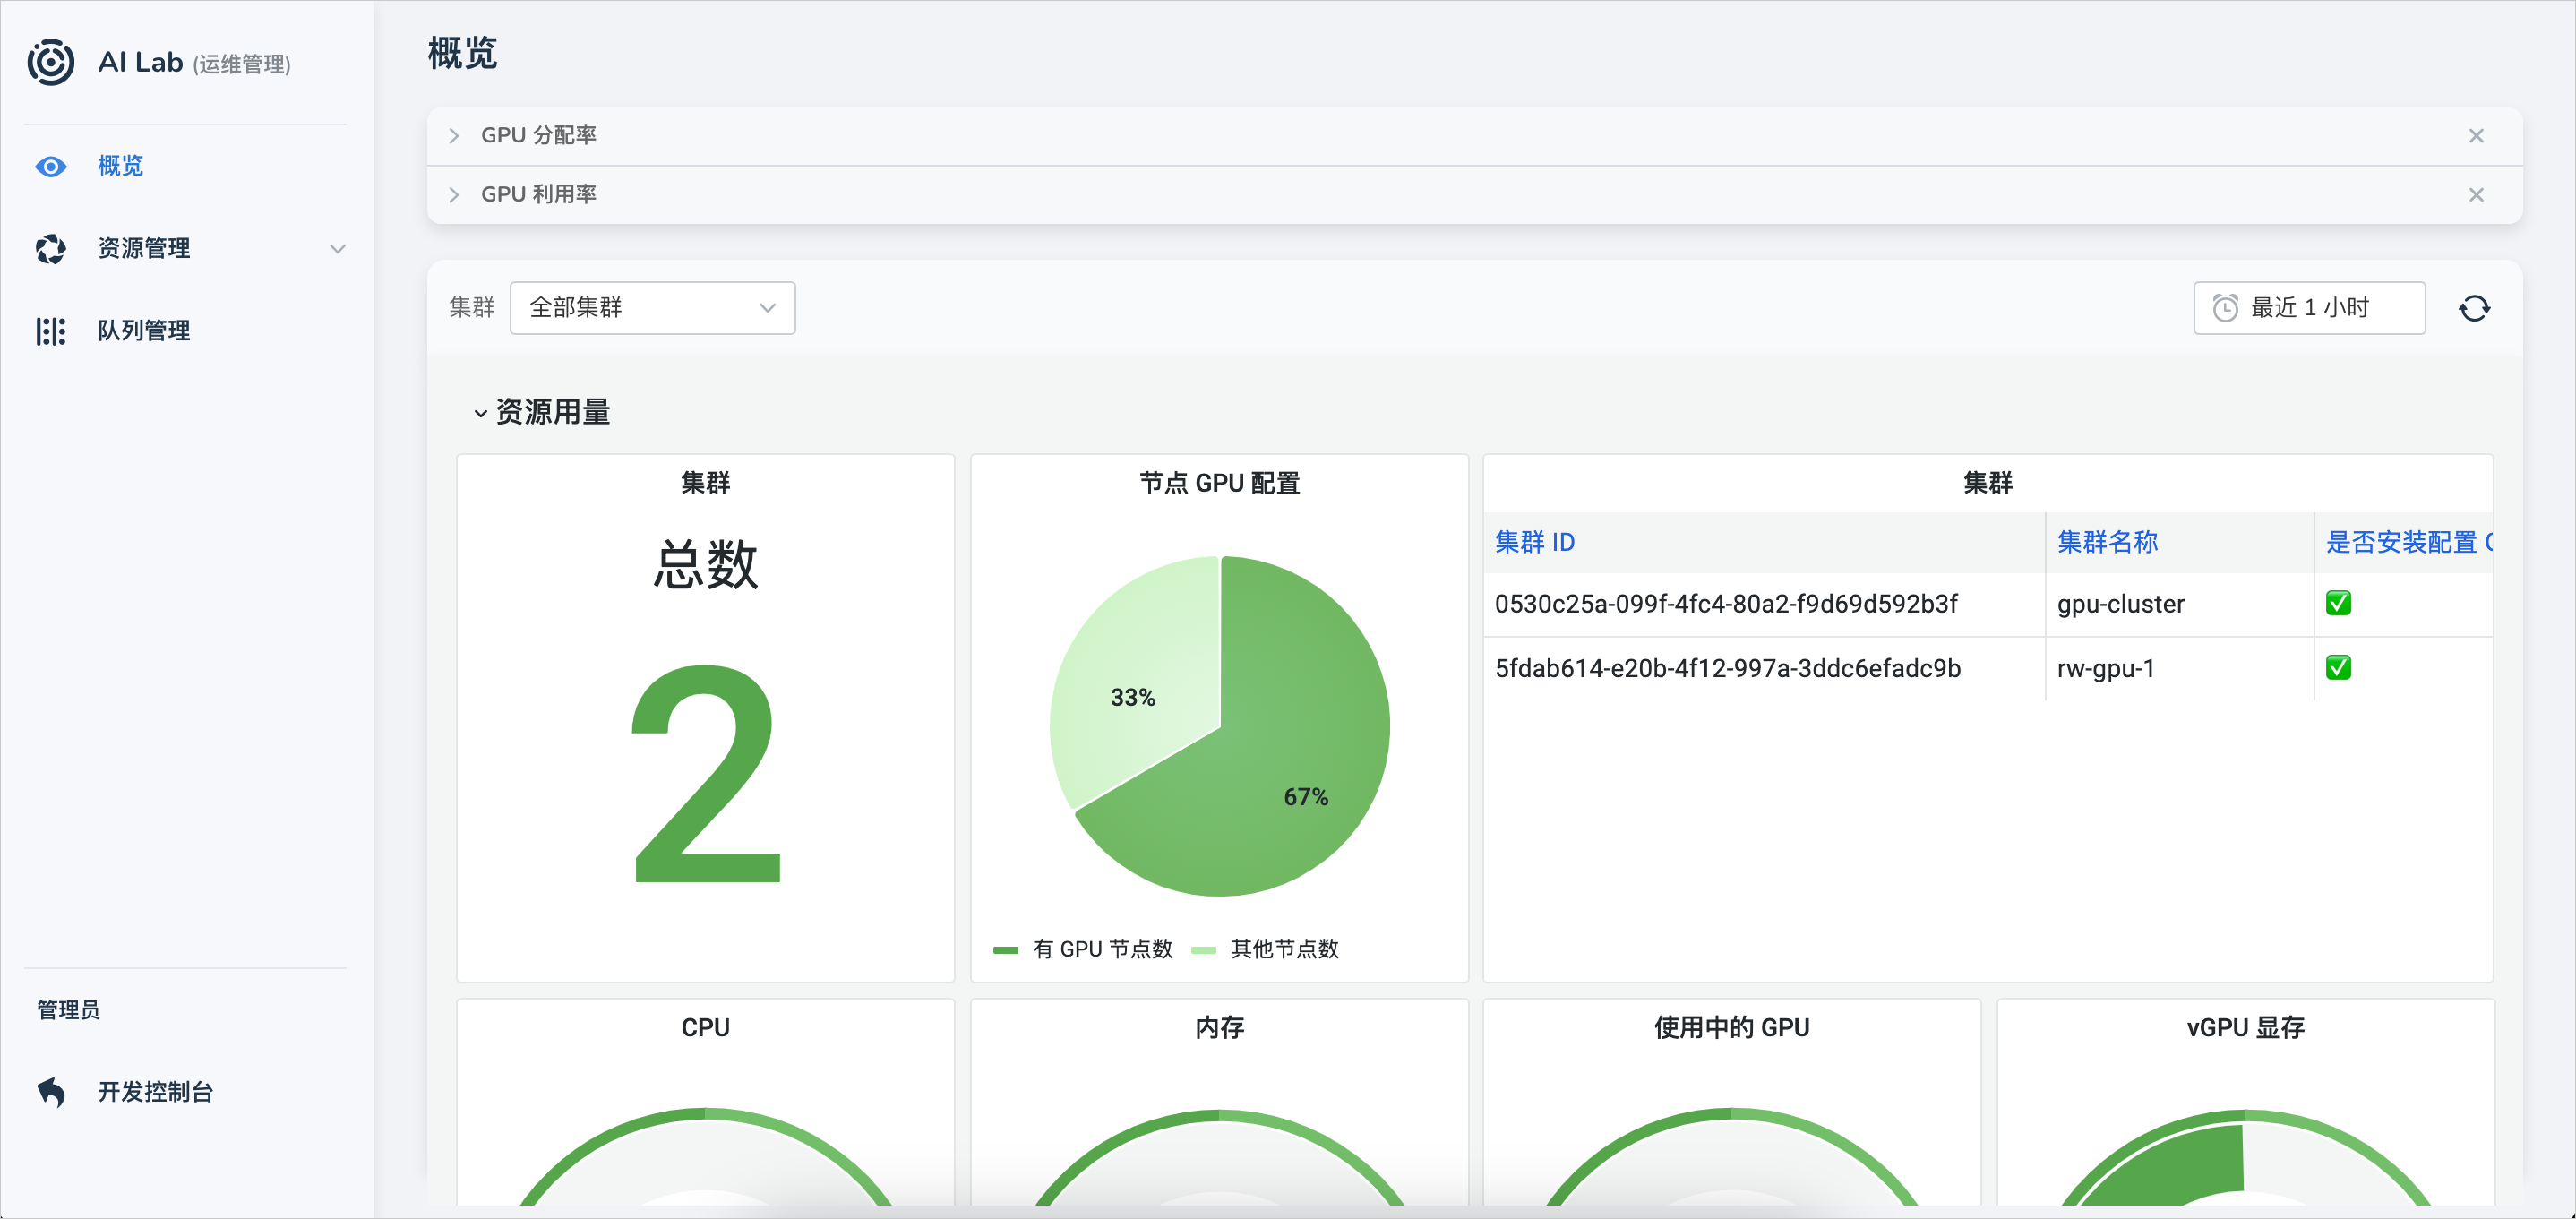 AI Lab (运维管理)
概览
资源管理
队列管理
管理员
开发控制台
概览
GPU 分配率
GPU 利用率
集群 全部集群 最近 1 小时
资源用量
集群
总数
2
节点 GPU 配置
33%
67%
有 GPU 节点数 其他节点数
集群
集群 ID 集群名称 是否安装配置
0530c25a-099f-4fc4-80a2-f9d69d592b3f gpu-cluster ✅
5fdab614-e20b-4f12-997a-3ddc6efadc9b rw-gpu-1 ✅
CPU
内存
使用中的 GPU
vGPU 显存